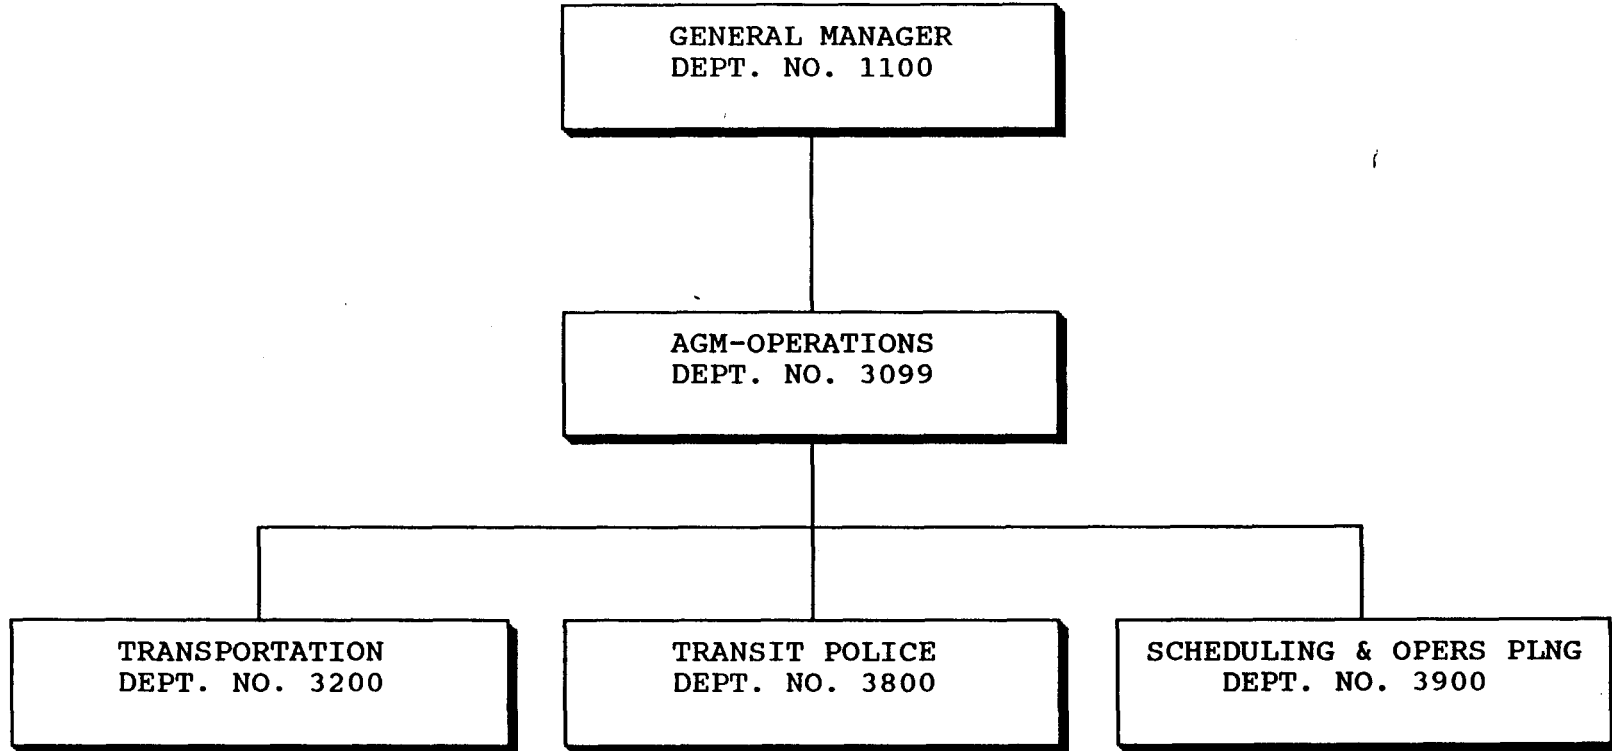 GENERAL MANAGER
DEPT. NO. 1100
AGM-OPERATIONS
DEPT. NO. 3099
TRANSPORTATION
DEPT. NO. 3200
TRANSIT POLICE
DEPT. NO. 3800
SCHEDULING & OPERS PLNG
DEPT. NO. 3900